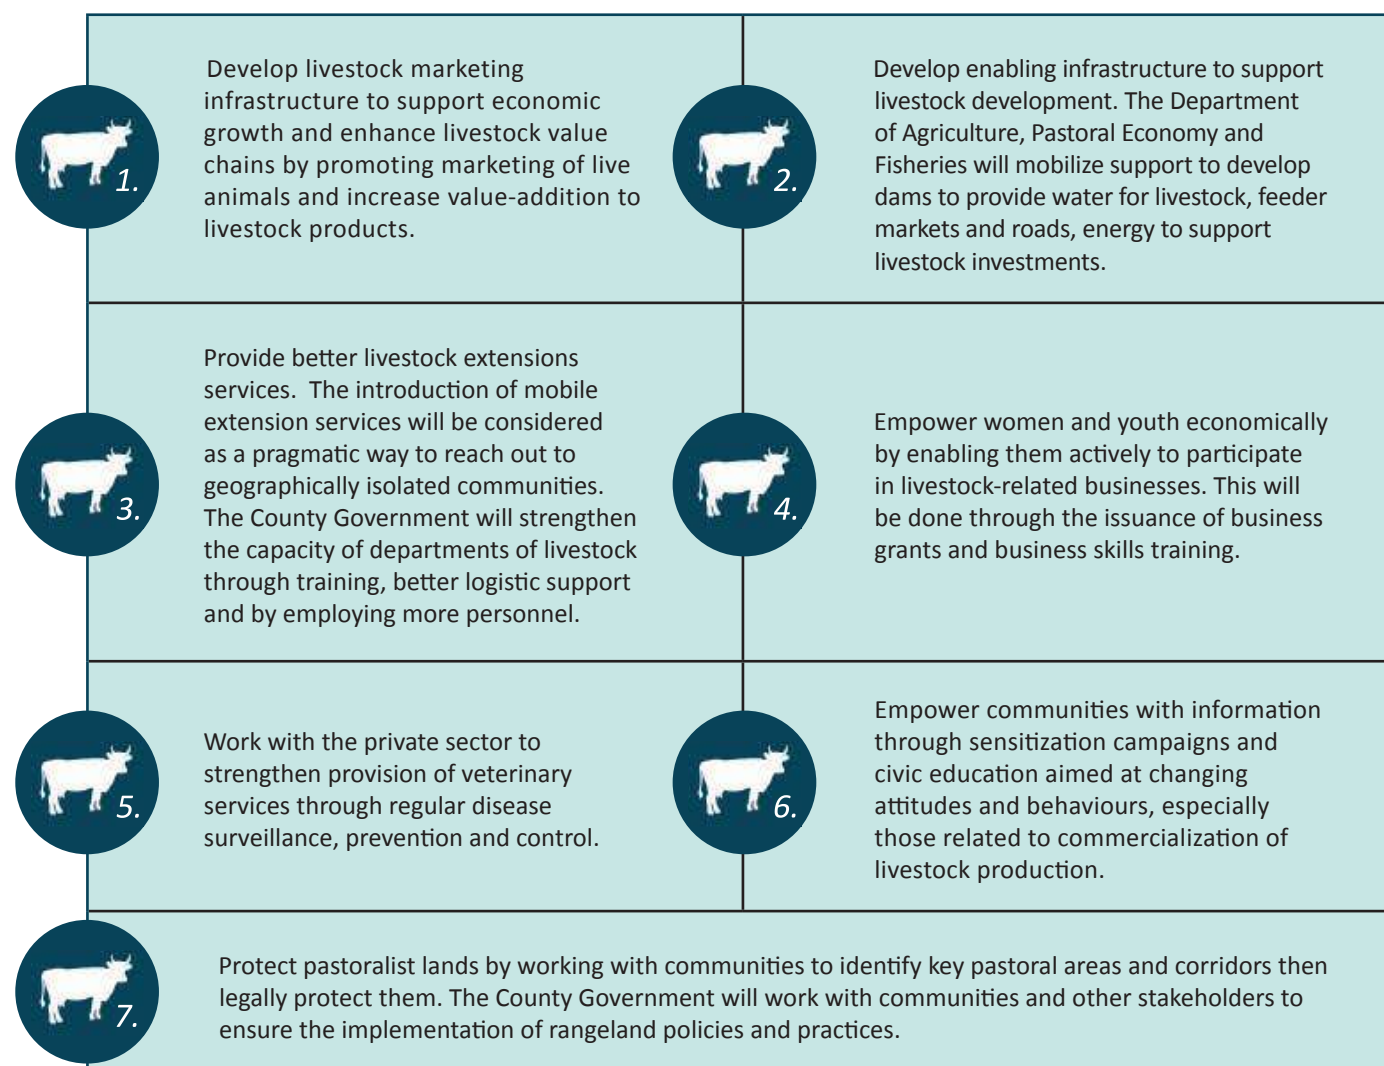 1.
Develop livestock marketing
infrastructure to support economic
growth and enhance livestock value
chains by promoting marketing of live
animals and increase value-addition to
livestock products.
2.
Develop enabling infrastructure to support
livestock development. The Department
of Agriculture, Pastoral Economy and
Fisheries will mobilize support to develop
dams to provide water for livestock, feeder
markets and roads, energy to support
livestock investments.
3.
Provide better livestock extensions
services.  The introduction of mobile
extension services will be considered
as a pragmatic way to reach out to
geographically isolated communities.
The County Government will strengthen
the capacity of departments of livestock
through training, better logistic support
and by employing more personnel.
4.
Empower women and youth economically
by enabling them actively to participate
in livestock-related businesses. This will
be done through the issuance of business
grants and business skills training.
5.
Work with the private sector to
strengthen provision of veterinary
services through regular disease
surveillance, prevention and control.
6.
Empower communities with information
through sensitization campaigns and
civic education aimed at changing
attitudes and behaviours, especially
those related to commercialization of
livestock production.
7.
Protect pastoralist lands by working with communities to identify key pastoral areas and corridors then
legally protect them. The County Government will work with communities and other stakeholders to
ensure the implementation of rangeland policies and practices.